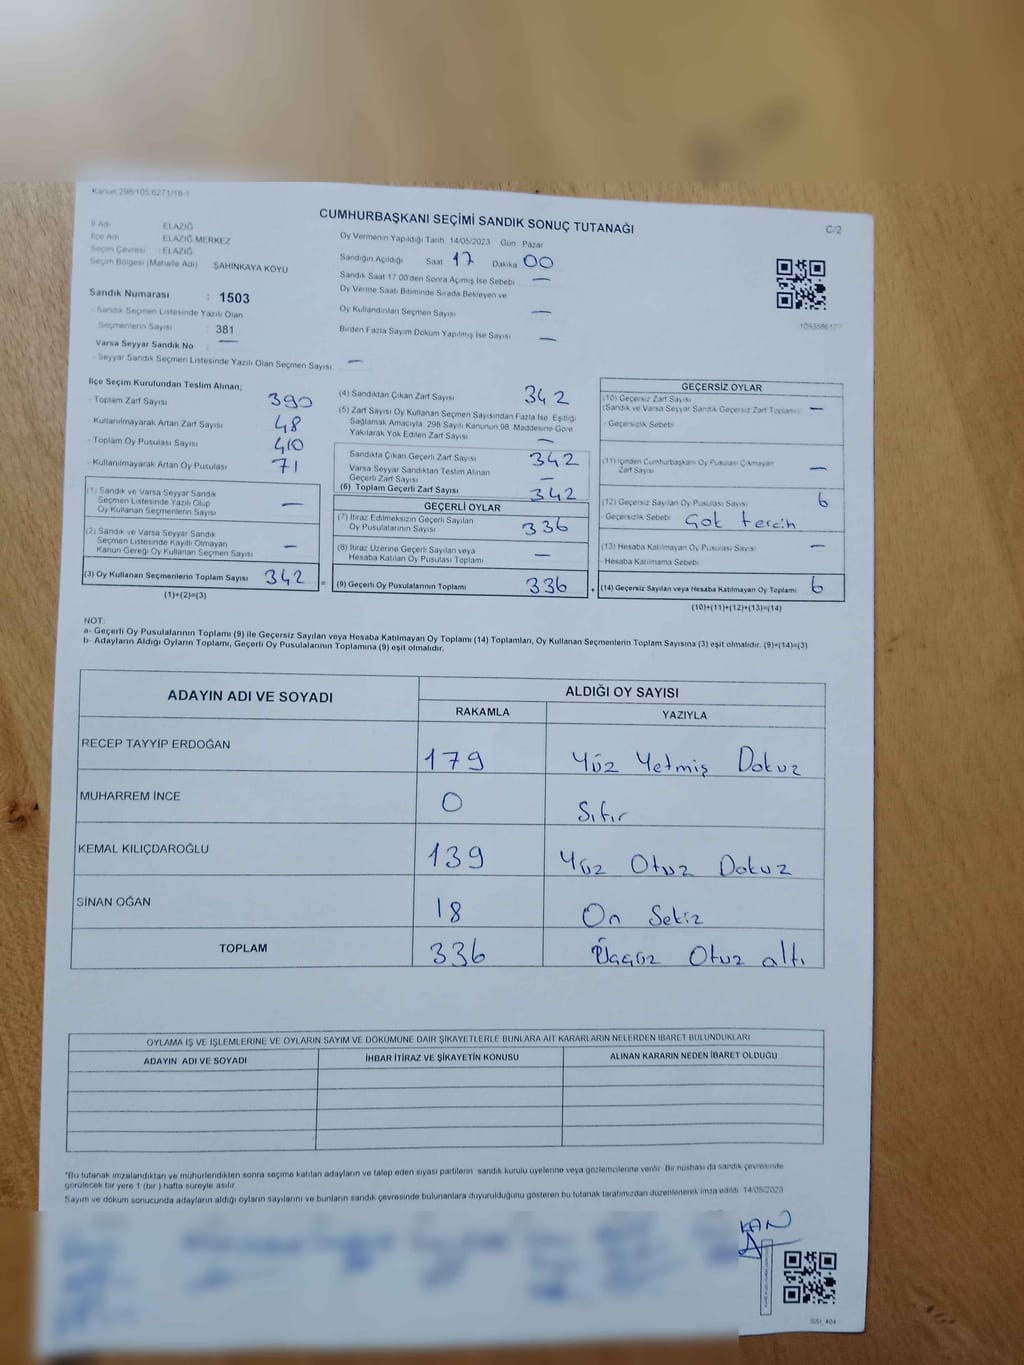 Kanun 298/105:6271/16-1
CUMHURBAŞKANI SEÇİMİ SANDIK SONUÇ TUTANAĞI
C/2
İl Adı : ELAZIĞ
İlçe Adı ELAZIĞ MERKEZ
Seçim Çevresi : ELAZIĞ
Seçim Bölgesi (Mahalle Adı) ŞAHİNKAYA KOYU
Sandık Numarası : 1503
- Sandık Seçmen Listesinde Yazılı Olan
Seçmenlerin Sayısı : 381
Varsa Seyyar Sandık No : —
- Seyyar Sandık Seçmen Listesinde Yazılı Olan Seçmen Sayısı —
Oy Vermenin Yapıldığı Tarih 14/05/2023 Gün Pazar
Sandığın Açıldığı Saat 17 Dakika 00
Sandık Saat 17.00'den Sonra Açılmış İse Sebebi —
Oy Verme Saati Bitiminde Sırada Bekleyen ve
Oy Kullandırılan Seçmen Sayısı —
Birden Fazla Sayım Döküm Yapılmış İse Sayısı —
İlçe Seçim Kurulundan Teslim Alınan;
- Toplam Zarf Sayısı 390
- Kullanılmayarak Artan Zarf Sayısı 48
- Toplam Oy Pusulası Sayısı 410
- Kullanılmayarak Artan Oy Pusulası 71
(1) Sandık ve Varsa Seyyar Sandık
Seçmen Listesinde Yazılı Olup
Oy Kullanan Seçmenlerin Sayısı —
(2) Sandık ve Varsa Seyyar Sandık
Seçmen Listesinde Kayıtlı Olmayan
Kanun Gereği Oy Kullanan Seçmen Sayısı —
(3) Oy Kullanan Seçmenlerin Toplam Sayısı 342 =
(1)+(2)=(3)
(4) Sandıktan Çıkan Zarf Sayısı 342
(5) Zarf Sayısı Oy Kullanan Seçmen Sayısından Fazla İse, Eşitliği
Sağlamak Amacıyla, 298 Sayılı Kanunun 98. Maddesine Göre
Yakılarak Yok Edilen Zarf Sayısı —
Sandıkta Çıkan Geçerli Zarf Sayısı 342
Varsa Seyyar Sandıktan Teslim Alınan
Geçerli Zarf Sayısı —
(6) Toplam Geçerli Zarf Sayısı 342
GEÇERLİ OYLAR
(7) İtiraz Edilmeksizin Geçerli Sayılan
Oy Pusulalarının Sayısı 336
(8) İtiraz Üzerine Geçerli Sayılan veya
Hesaba Katılan Oy Pusulası Toplamı —
(9) Geçerli Oy Pusulalarının Toplamı 336 +
GEÇERSİZ OYLAR
(10) Geçersiz Zarf Sayısı
(Sandık ve Varsa Seyyar Sandık Geçersiz Zarf Toplamı) —
- Geçersizlik Sebebi
(11) İçinden Cumhurbaşkanı Oy Pusulası Çıkmayan
Zarf Sayısı —
(12) Geçersiz Sayılan Oy Pusulası Sayısı 6
- Geçersizlik Sebebi Çok tercih
(13) Hesaba Katılmayan Oy Pusulası Sayısı —
- Hesaba Katılmama Sebebi
(14) Geçersiz Sayılan veya Hesaba Katılmayan Oy Toplamı 6
(10)+(11)+(12)+(13)=(14)
NOT:
a- Geçerli Oy Pusulalarının Toplamı (9) ile Geçersiz Sayılan veya Hesaba Katılmayan Oy Toplamı (14) Toplamları, Oy Kullanan Seçmenlerin Toplam Sayısına (3) eşit olmalıdır. (9)+(14)=(3)
b- Adayların Aldığı Oyların Toplamı, Geçerli Oy Pusulalarının Toplamına (9) eşit olmalıdır.
ADAYIN ADI VE SOYADI ALDIĞI OY SAYISI
RAKAMLA YAZIYLA
RECEP TAYYİP ERDOĞAN 179 Yüz Yetmiş Dokuz
MUHARREM İNCE 0 Sıfır
KEMAL KILIÇDAROĞLU 139 Yüz Otuz Dokuz
SİNAN OĞAN 18 On Sekiz
TOPLAM 336 Üçyüz Otuz altı
OYLAMA İŞ VE İŞLEMLERİNE VE OYLARIN SAYIM VE DÖKÜMÜNE DAİR ŞİKAYETLERLE BUNLARA AİT KARARLARIN NELERDEN İBARET BULUNDUKLARI
ADAYIN ADI VE SOYADI İHBAR İTİRAZ VE ŞİKAYETİN KONUSU ALINAN KARARIN NEDEN İBARET OLDUĞU
*Bu tutanak imzalandıktan ve mühürlendikten sonra seçime katılan adayların ve talep eden siyasi partilerin sandık kurulu üyelerine veya gözlemcilerine verilir. Bir nüshası da sandık çevresinde
görülecek bir yere 1 (bir) hafta süreyle asılır.
Sayım ve döküm sonucunda adayların aldığı oyların sayılarını ve bunların sandık çevresinde bulunanlara duyurulduğunu gösteren bu tutanak tarafımızdan düzenlenerek imza edildi. 14/05/2023
KAN